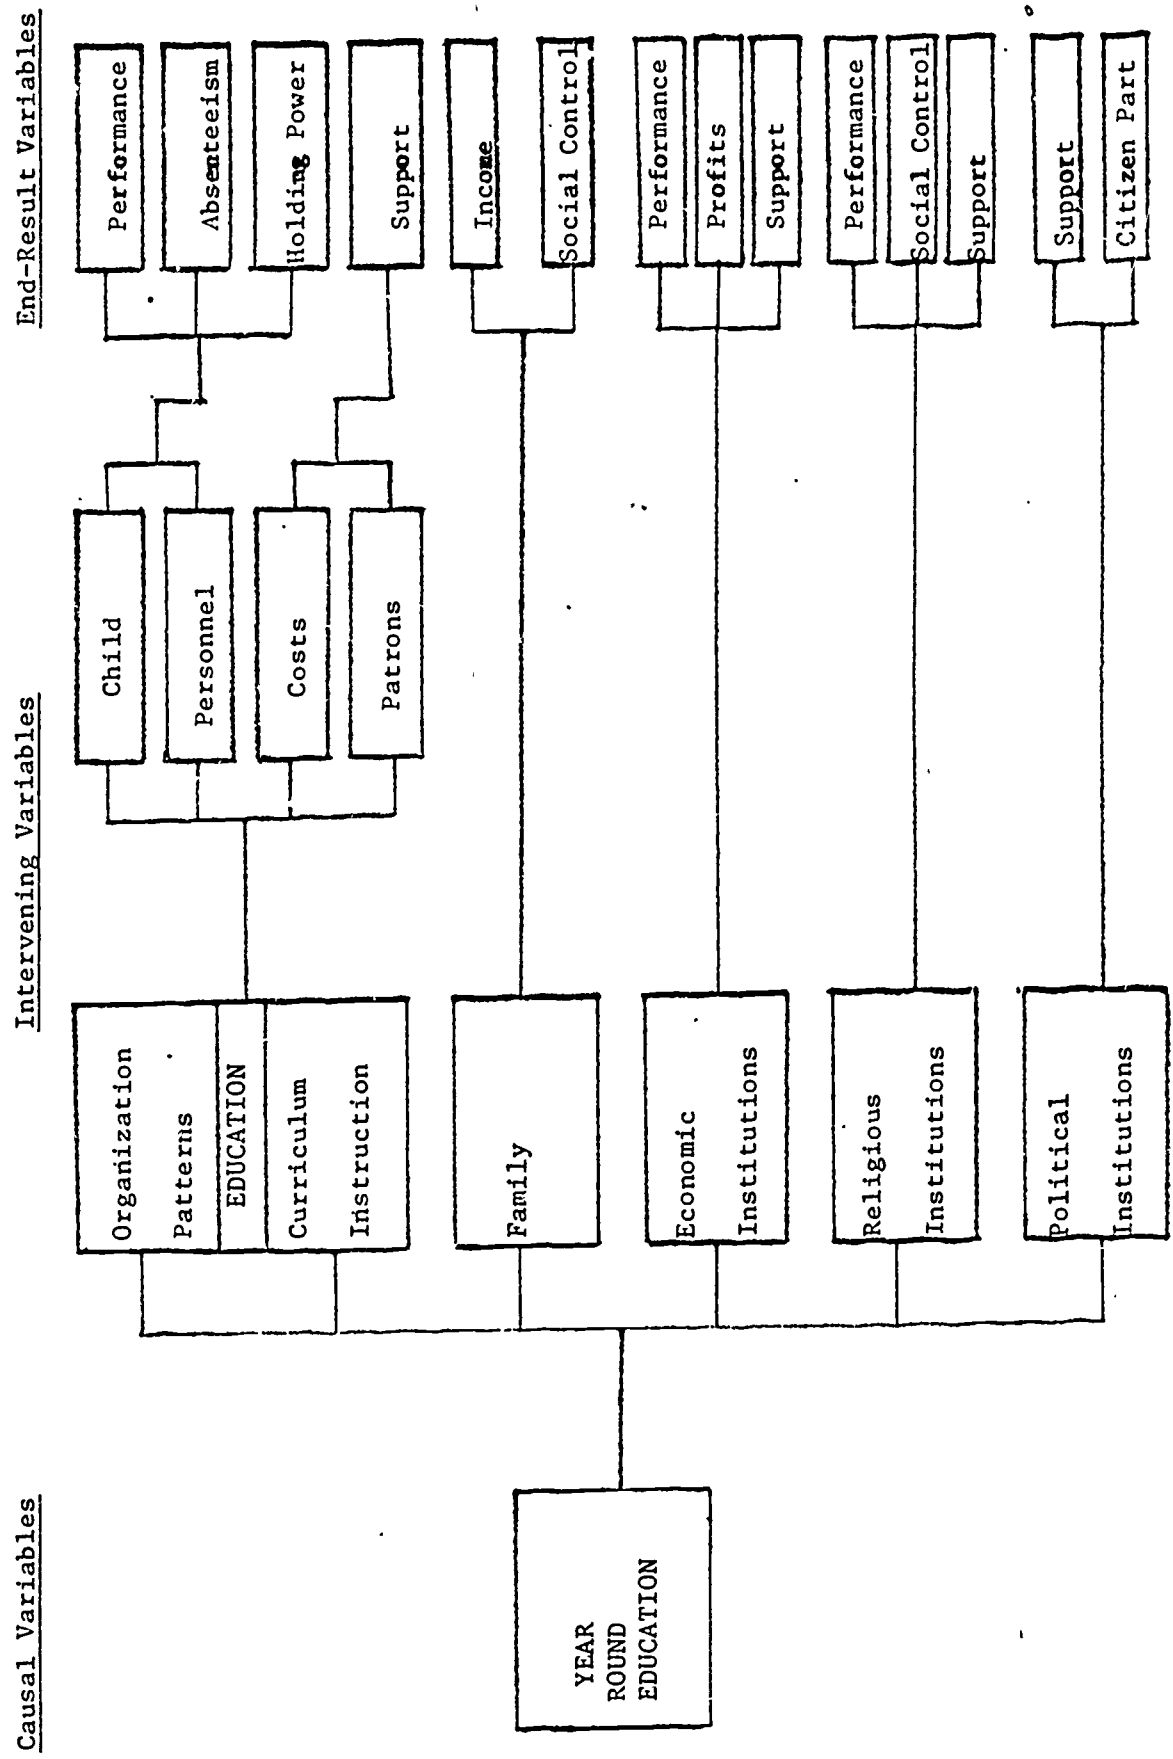 Causal Variables
Intervening Variables
End-Result Variables
YEAR
ROUND
EDUCATION
Organization
Patterns
EDUCATION
Curriculum
Instruction
Family
Economic
Institutions
Religious
Institutions
Political
Institutions
Child
Personnel
Costs
Patrons
Performance
Absenteeism
Holding Power
Support
Income
Social Control
Performance
Profits
Support
Performance
Social Control
Support
Support
Citizen Part